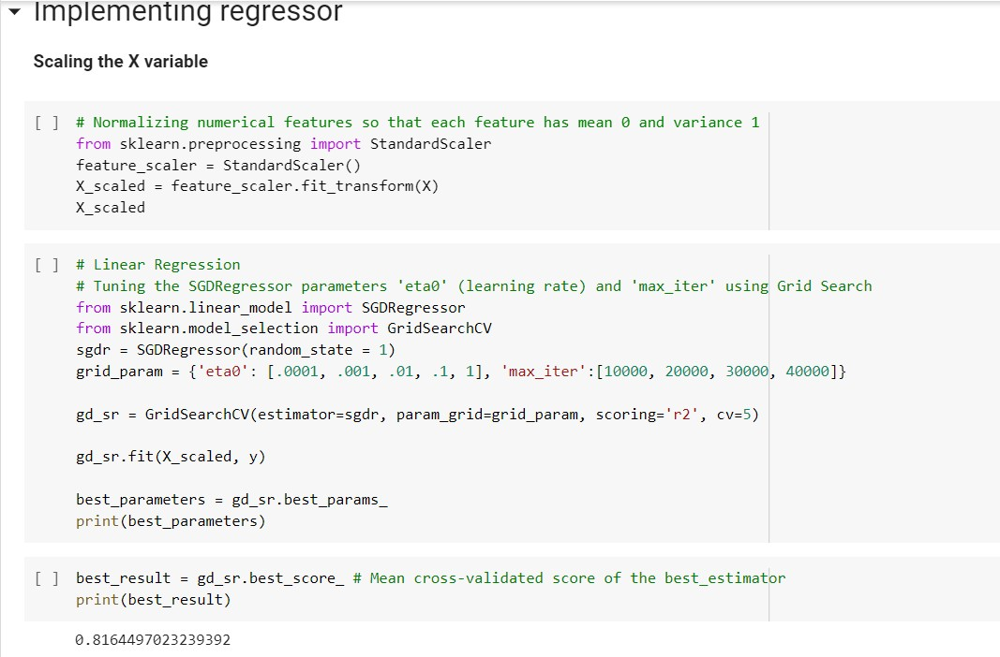 Implementing regressor
Scaling the X variable
[ ] # Normalizing numerical features so that each feature has mean 0 and variance 1
from sklearn.preprocessing import StandardScaler
feature_scaler = StandardScaler()
X_scaled = feature_scaler.fit_transform(X)
X_scaled
[ ] # Linear Regression
# Tuning the SGDRegressor parameters 'eta0' (learning rate) and 'max_iter' using Grid Search
from sklearn.linear_model import SGDRegressor
from sklearn.model_selection import GridSearchCV
sgdr = SGDRegressor(random_state = 1)
grid_param = {'eta0': [.0001, .001, .01, .1, 1], 'max_iter':[10000, 20000, 30000, 40000]}
gd_sr = GridSearchCV(estimator=sgdr, param_grid=grid_param, scoring='r2', cv=5)
gd_sr.fit(X_scaled, y)
best_parameters = gd_sr.best_params_
print(best_parameters)
[ ] best_result = gd_sr.best_score_ # Mean cross-validated score of the best_estimator
print(best_result)
0.8164497023239392